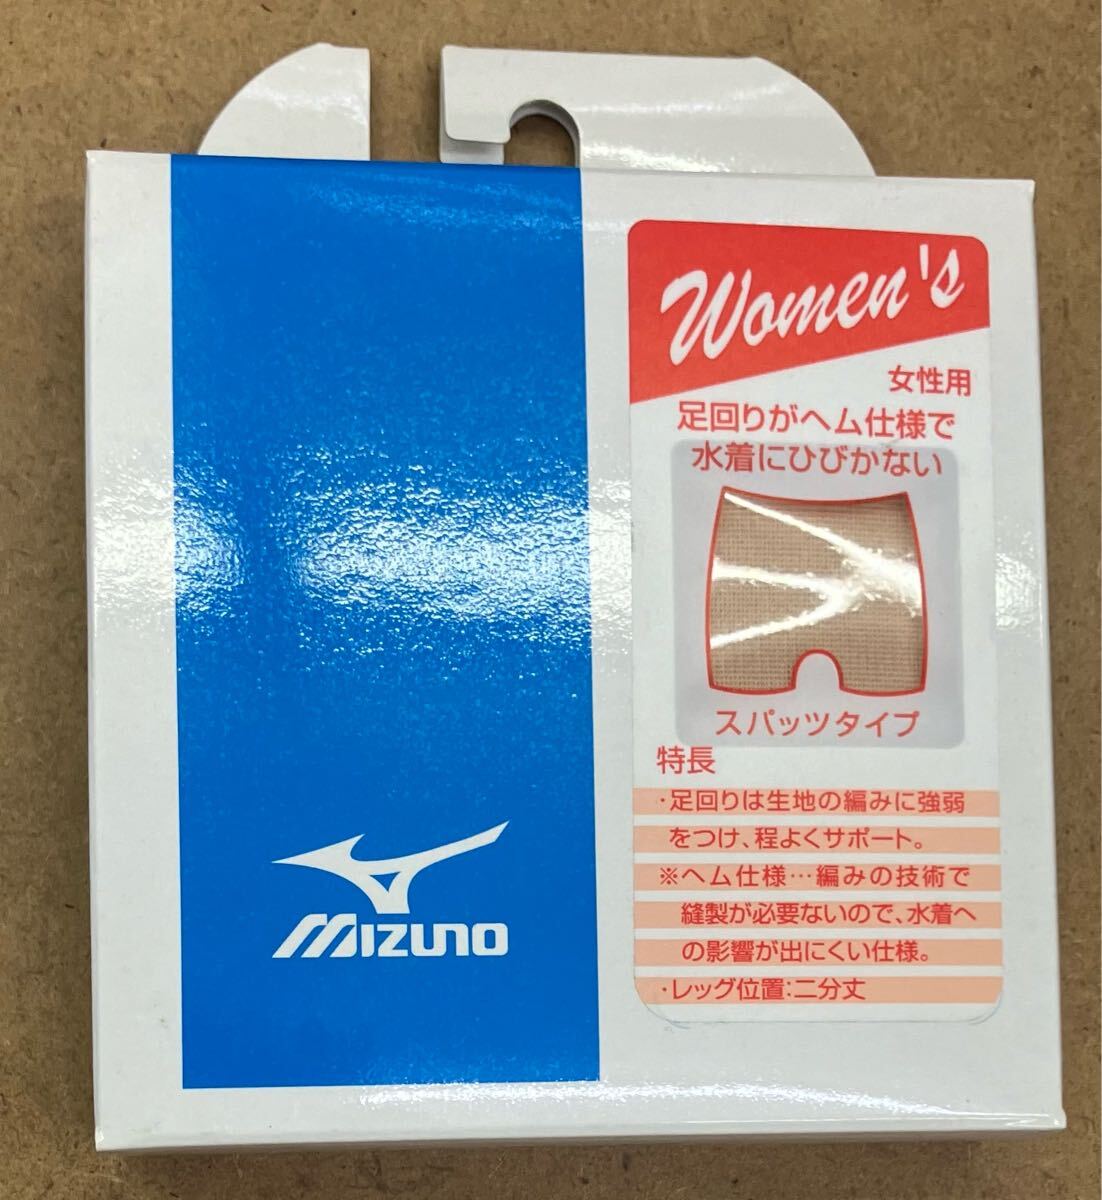 Women's
女性用
足回りがヘム仕様で
水着にひびかない
スパッツタイプ
特長
・足回りは生地の編みに強弱
をつけ、程よくサポート。
※ヘム仕様…編みの技術で
縫製が必要ないので、水着へ
の影響が出にくい仕様。
・レッグ位置:二分丈
MIZUNO